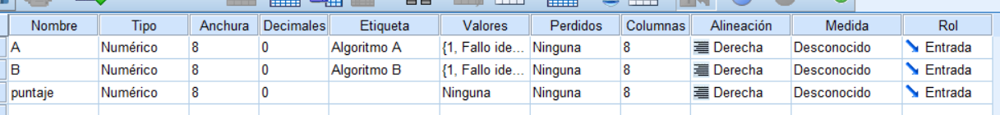 Nombre Tipo Anchura Decimales Etiqueta Valores Perdidos Columnas Alineación Medida Rol
A Numérico 8 0 Algoritmo A {1, Fallo ide... Ninguna 8 Derecha Desconocido Entrada
B Numérico 8 0 Algoritmo B {1, Fallo ide... Ninguna 8 Derecha Desconocido Entrada
puntaje Numérico 8 0 Ninguna Ninguna 8 Derecha Desconocido Entrada